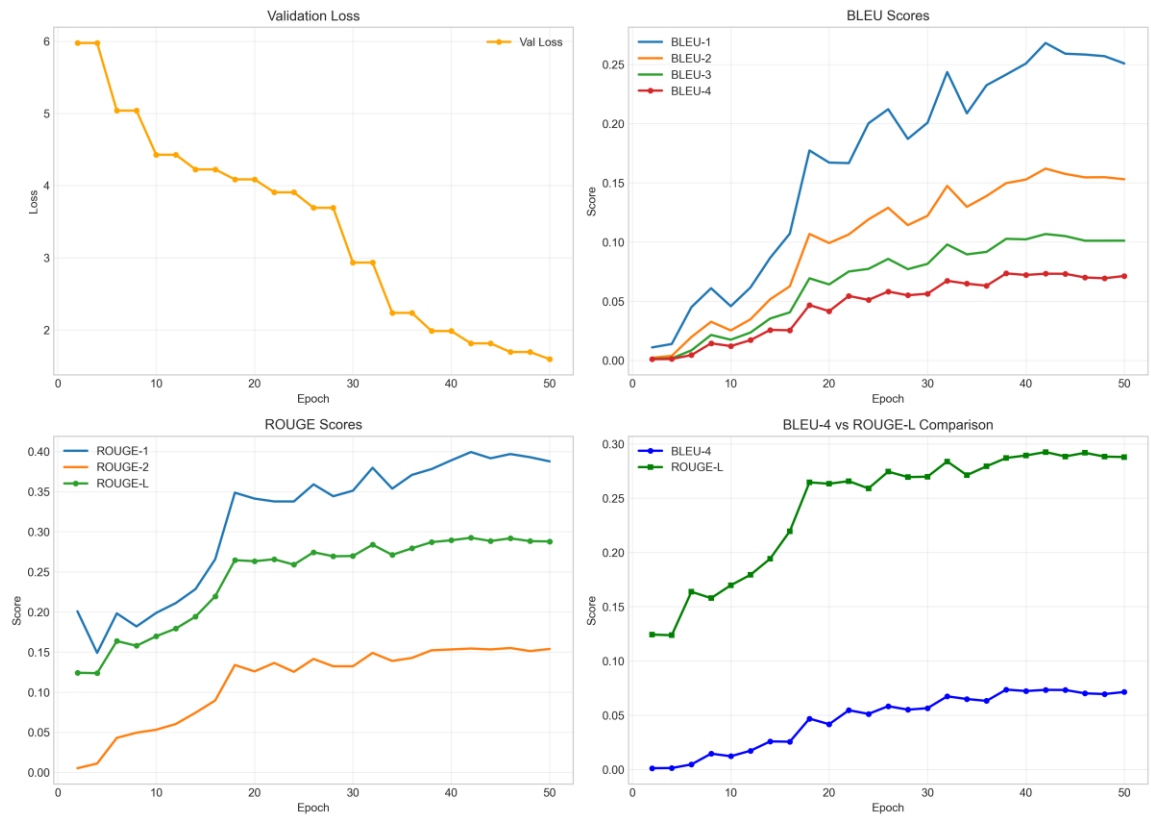 Validation Loss
Val Loss
6
5
4
3
2
Loss
0 10 20 30 40 50
Epoch
BLEU Scores
BLEU-1
BLEU-2
BLEU-3
BLEU-4
0.25
0.20
0.15
0.10
0.05
0.00
Score
0 10 20 30 40 50
Epoch
ROUGE Scores
ROUGE-1
ROUGE-2
ROUGE-L
0.40
0.35
0.30
0.25
0.20
0.15
0.10
0.05
0.00
Score
0 10 20 30 40 50
Epoch
BLEU-4 vs ROUGE-L Comparison
BLEU-4
ROUGE-L
0.30
0.25
0.20
0.15
0.10
0.05
0.00
Score
0 10 20 30 40 50
Epoch